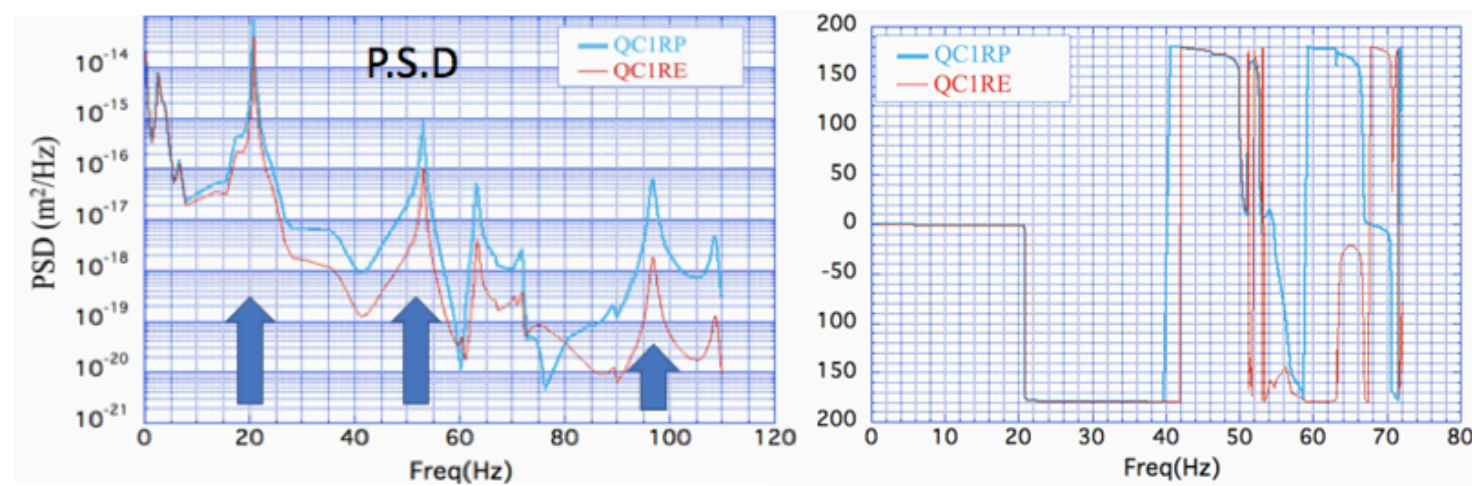 P.S.D
QC1RP
QC1RE
PSD (m²/Hz)
10⁻¹⁴
10⁻¹⁵
10⁻¹⁶
10⁻¹⁷
10⁻¹⁸
10⁻¹⁹
10⁻²⁰
10⁻²¹
0 20 40 60 80 100 120
Freq(Hz)
QC1RP
QC1RE
200
150
100
50
0
-50
100
150
200
0 10 20 30 40 50 60 70 80
Freq(Hz)